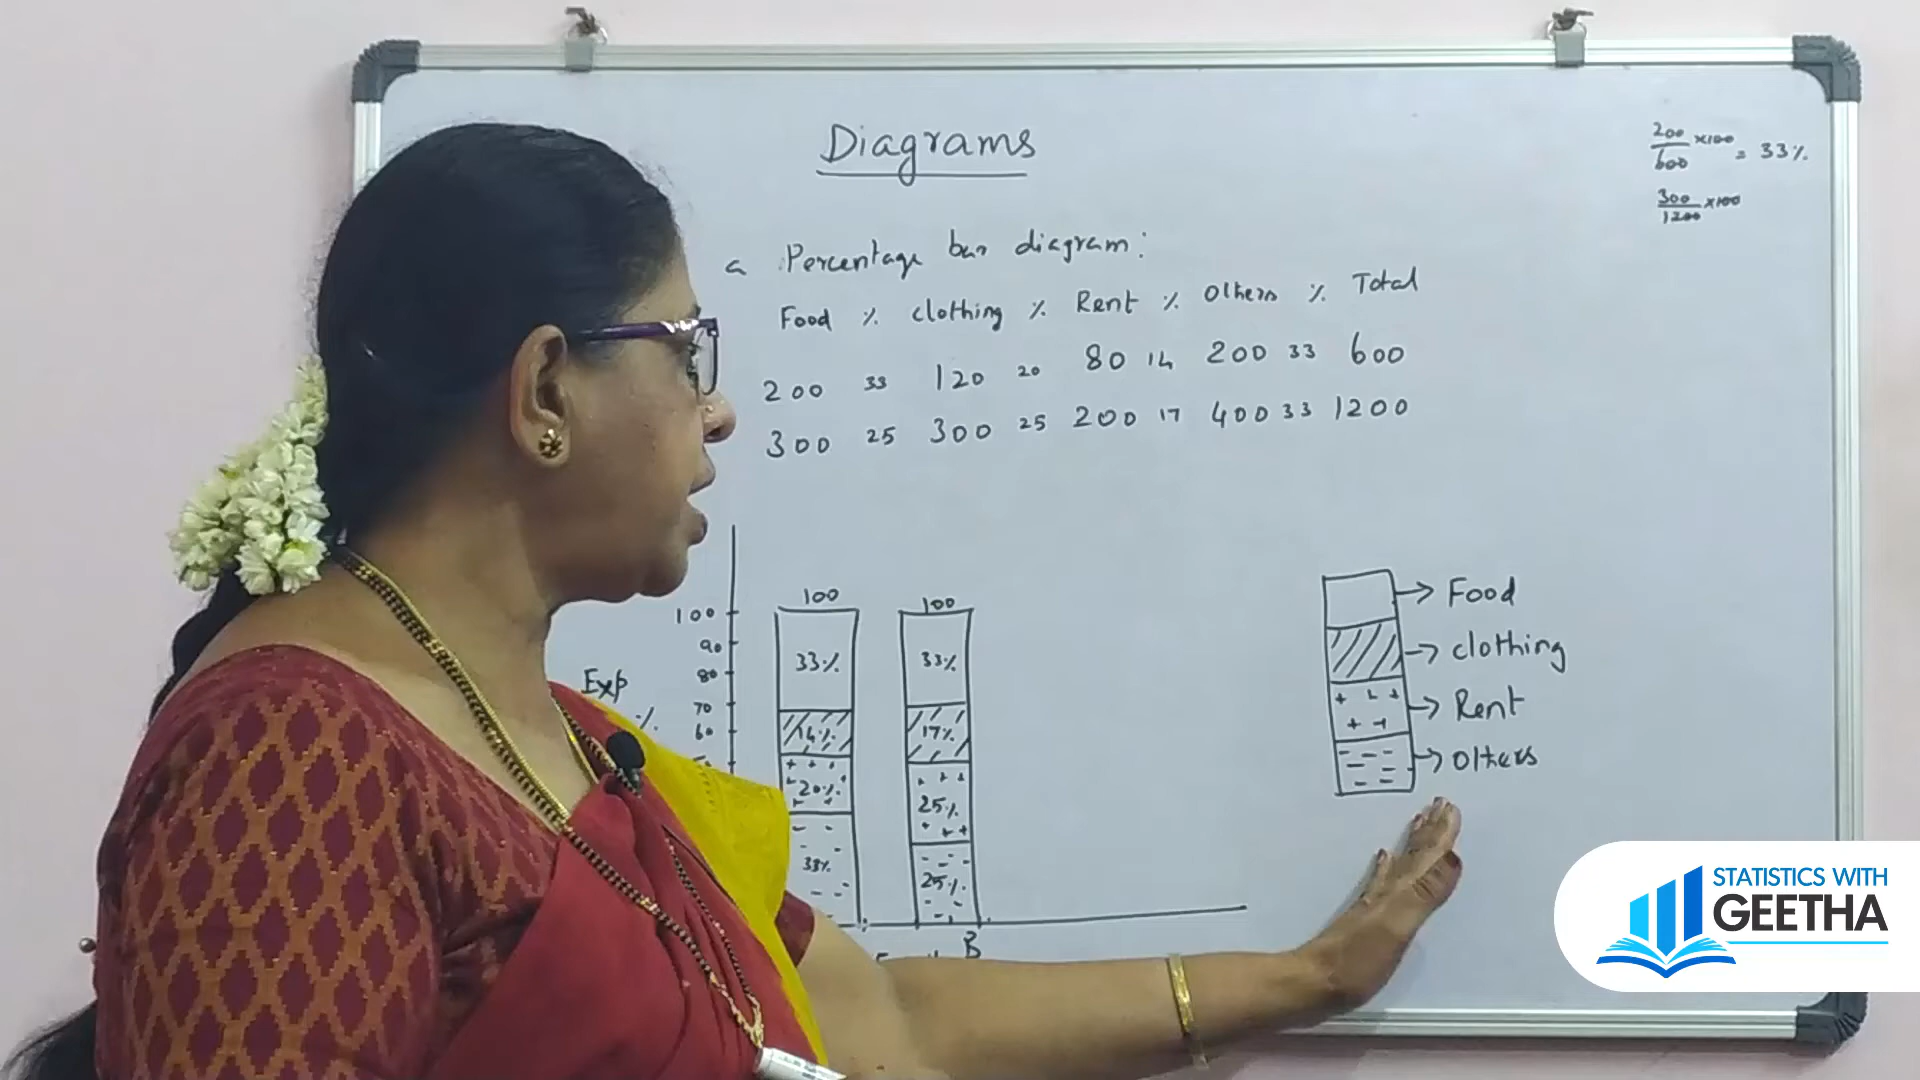 Diagrams
200/600 ×100 = 33%
300/1200 ×100
a Percentage bar diagram:
Food % clothing % Rent % Others % Total
200 33 120 20 80 14 200 33 600
300 25 300 25 200 17 400 33 1200
100 100
100
90
80
70
60
Exp
%
33% 33%
14% 17%
20% 25%
33% 25%
B
Food
clothing
Rent
Others
STATISTICS WITH
GEETHA